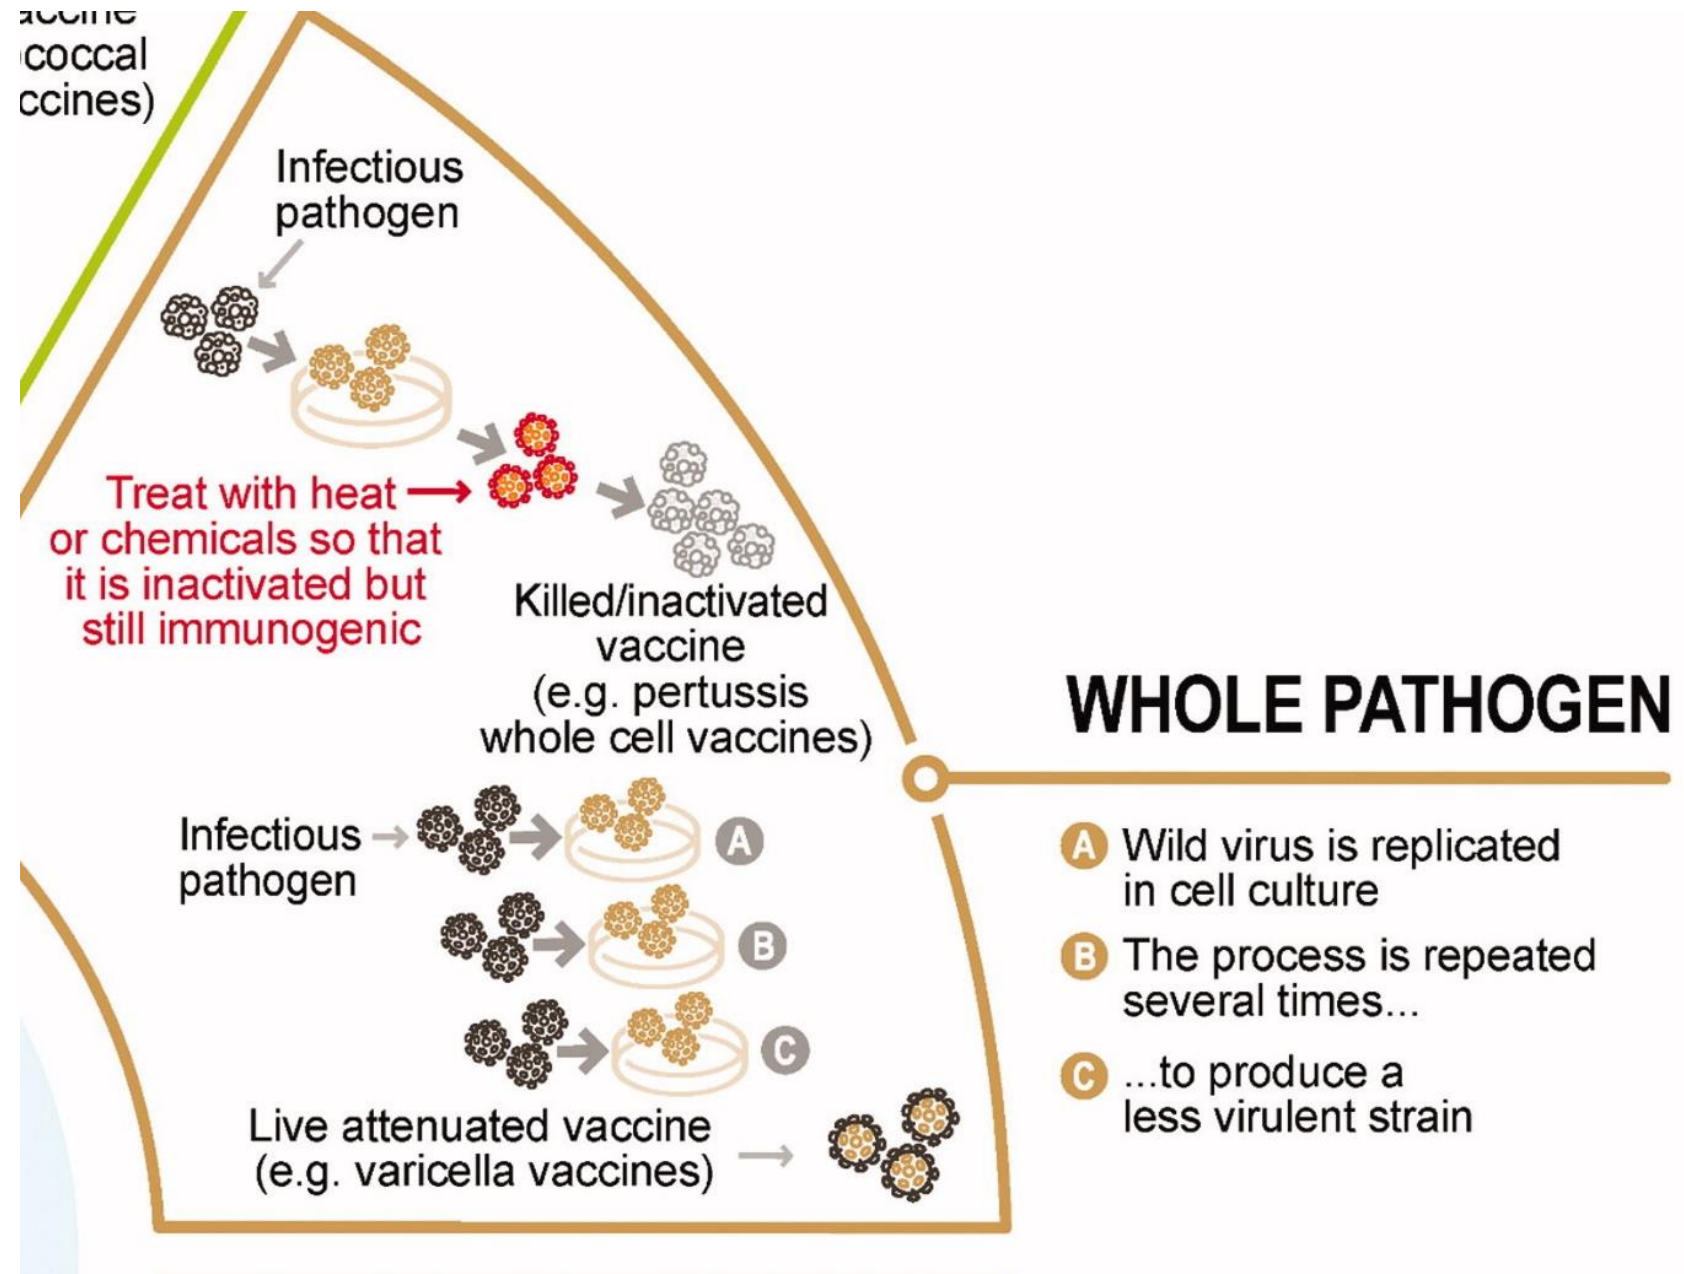 coccal
ccines)
Infectious
pathogen
Treat with heat
or chemicals so that
it is inactivated but
still immunogenic
Killed/inactivated
vaccine
(e.g. pertussis
whole cell vaccines)
WHOLE PATHOGEN
Infectious
pathogen
A
B
C
A Wild virus is replicated
in cell culture
B The process is repeated
several times...
C ...to produce a
less virulent strain
Live attenuated vaccine
(e.g. varicella vaccines)